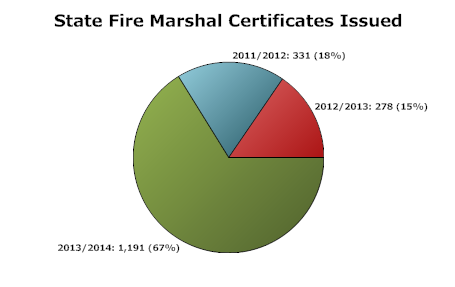 State Fire Marshal Certificates Issued
2011/2012: 331 (18%)
2012/2013: 278 (15%)
2013/2014: 1,191 (67%)